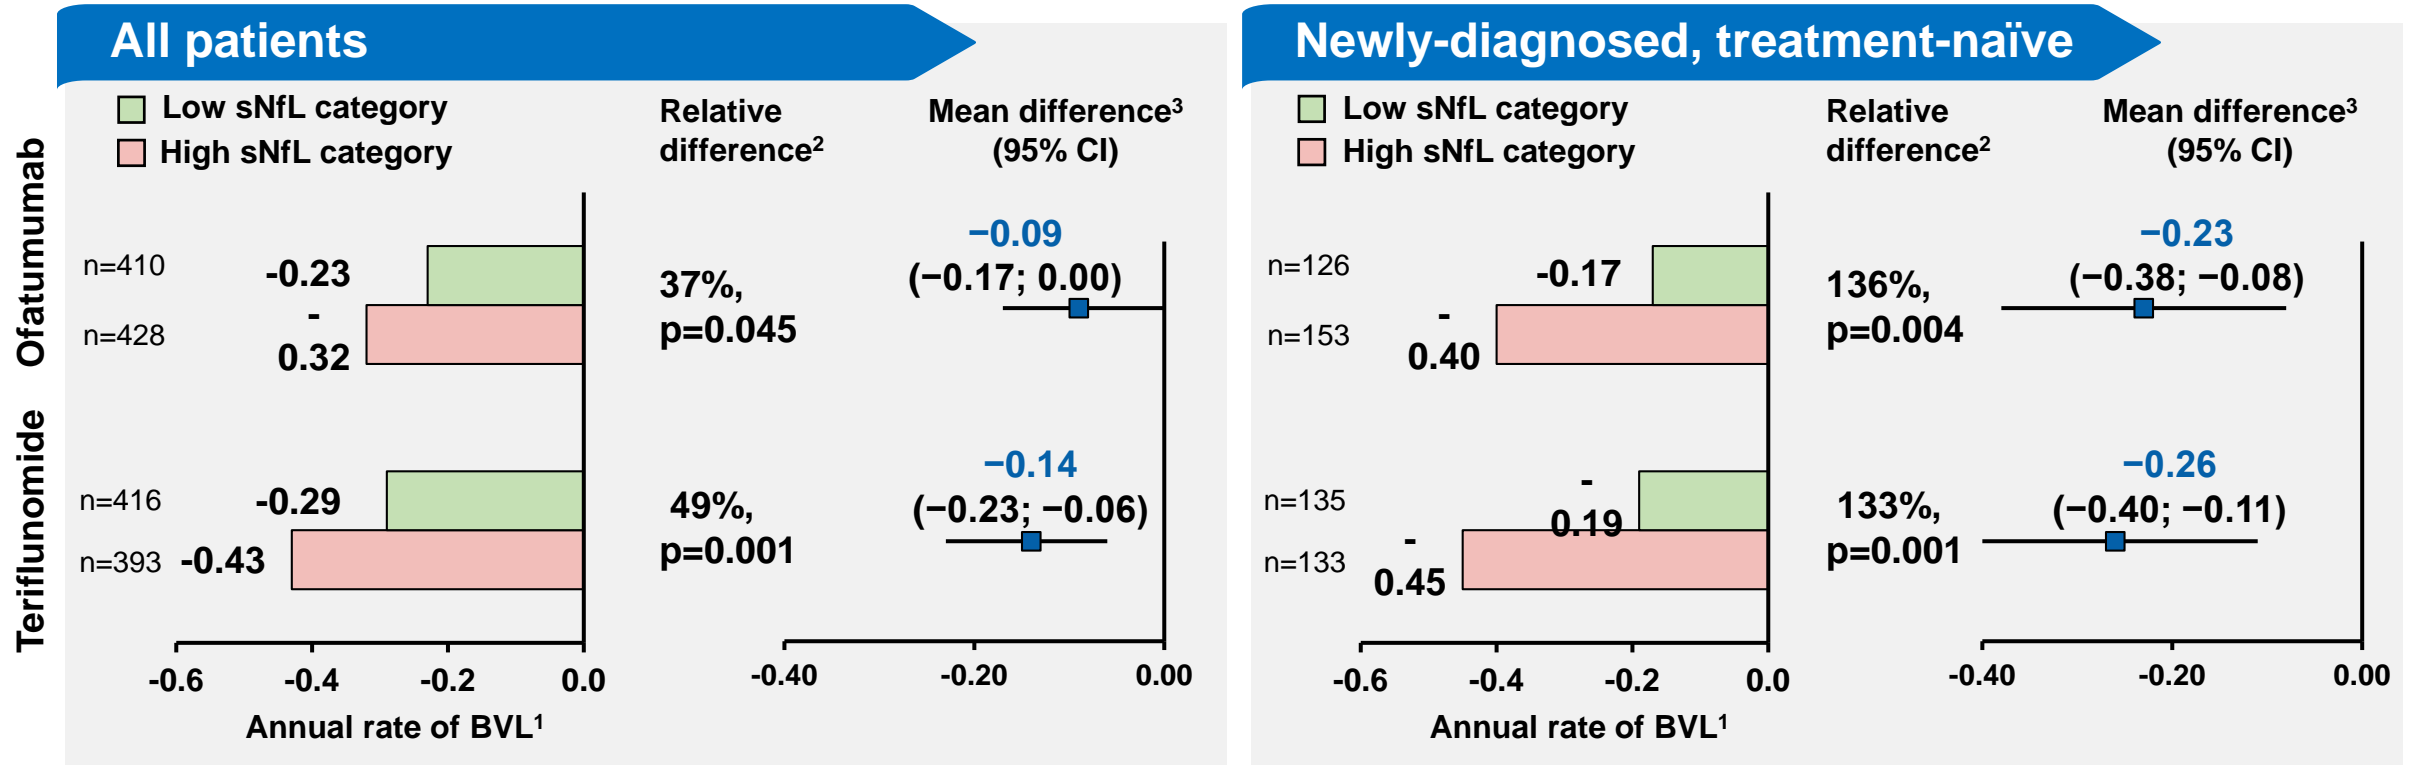 All patients
Low sNfL category
High sNfL category
Relative
difference²
Mean difference³
(95% CI)
Ofatumumab
n=410
-0.23
n=428
-
0.32
37%,
p=0.045
−0.09
(−0.17; 0.00)
Teriflunomide
n=416
-0.29
n=393
-0.43
49%,
p=0.001
−0.14
(−0.23; −0.06)
-0.6
-0.4
-0.2
0.0
Annual rate of BVL¹
-0.40
-0.20
0.00
Newly-diagnosed, treatment-naïve
Low sNfL category
High sNfL category
Relative
difference²
Mean difference³
(95% CI)
n=126
-0.17
n=153
-
0.40
136%,
p=0.004
−0.23
(−0.38; −0.08)
n=135
-
0.19
n=133
-
0.45
133%,
p=0.001
−0.26
(−0.40; −0.11)
-0.6
-0.4
-0.2
0.0
Annual rate of BVL¹
-0.40
-0.20
0.00